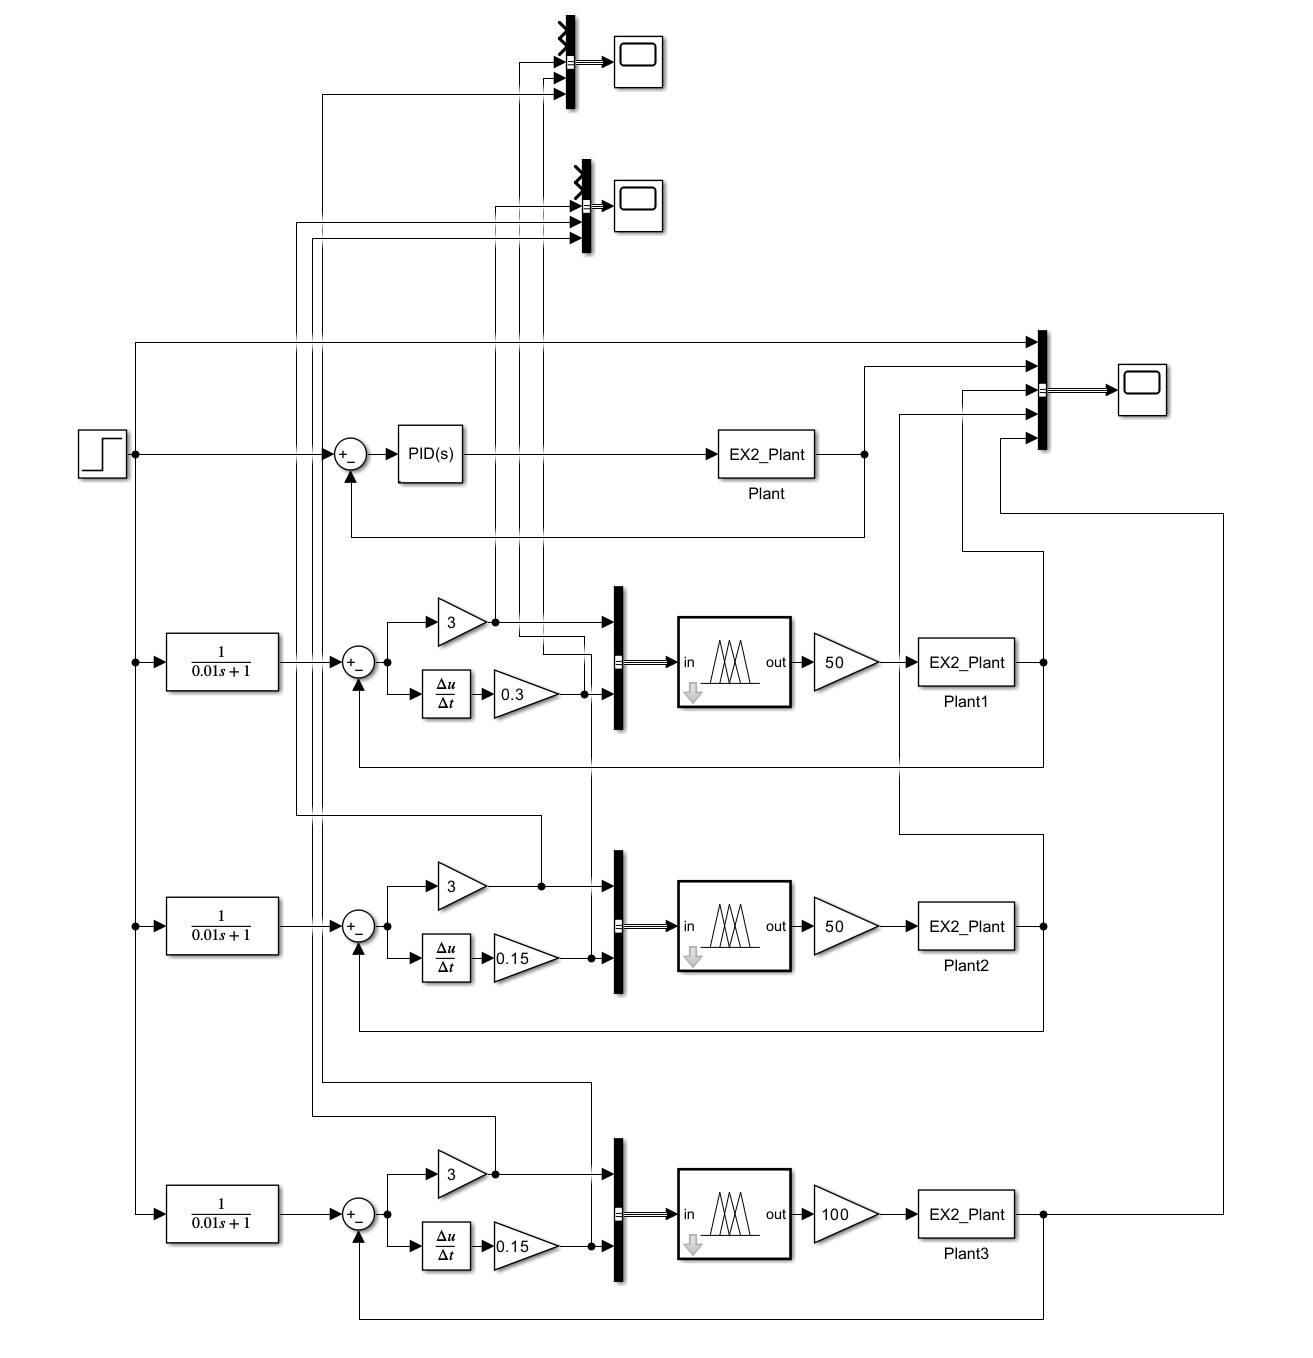 +
−
PID(s)
EX2_Plant
Plant
3
1
0.01s + 1
+
−
Δu
Δt
0.3
in
out
50
EX2_Plant
Plant1
3
1
0.01s + 1
+
−
Δu
Δt
0.15
in
out
50
EX2_Plant
Plant2
3
1
0.01s + 1
+
−
Δu
Δt
0.15
in
out
100
EX2_Plant
Plant3